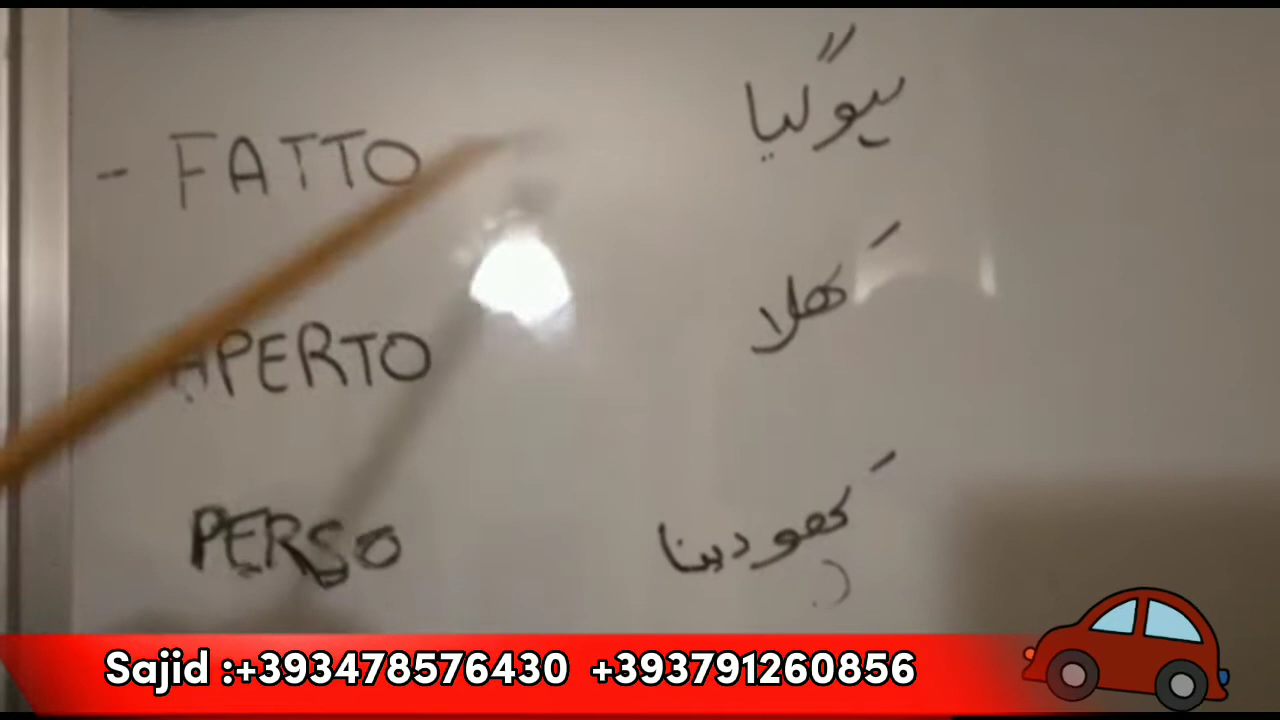 - FATTO ہوگیا
APERTO کھلا
PERSO کھودینا
Sajid :+393478576430 +393791260856